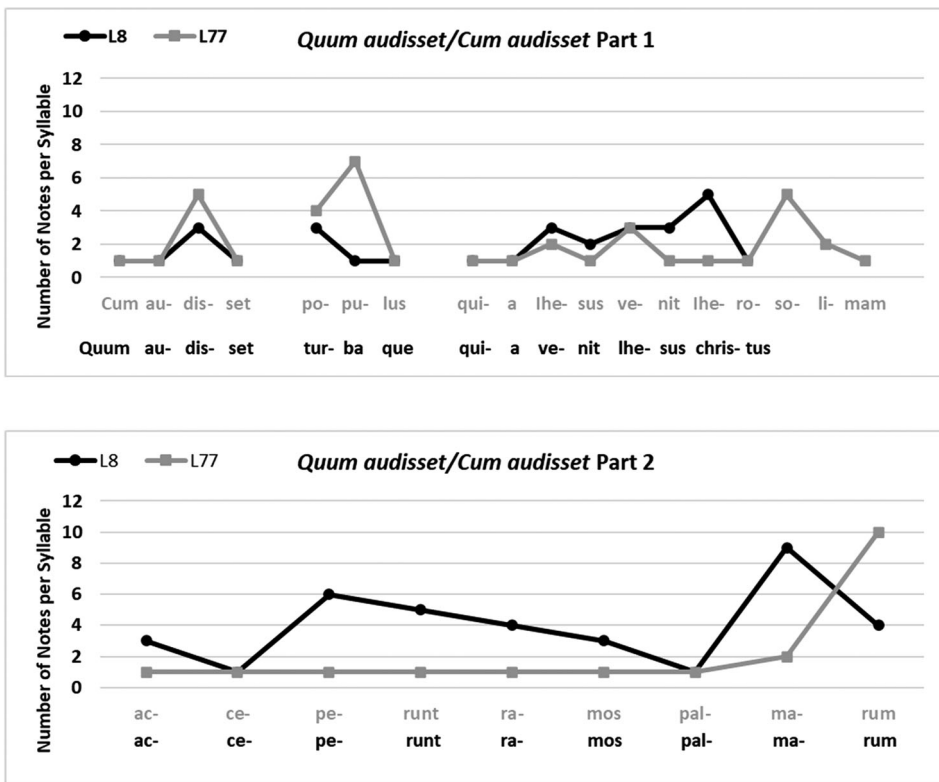 L8 L77 Quum audisset/Cum audisset Part 1
Number of Notes per Syllable
12
10
8
6
4
2
0
Cum au- dis- set po- pu- lus qui- a Ihe- sus ve- nit Ihe- ro- so- li- mam
Quum au- dis- set tur- ba que qui- a ve- nit Ihe- sus chris- tus
L8 L77 Quum audisset/Cum audisset Part 2
Number of Notes per Syllable
12
10
8
6
4
2
0
ac- ce- pe- runt ra- mos pal- ma- rum
ac- ce- pe- runt ra- mos pal- ma- rum